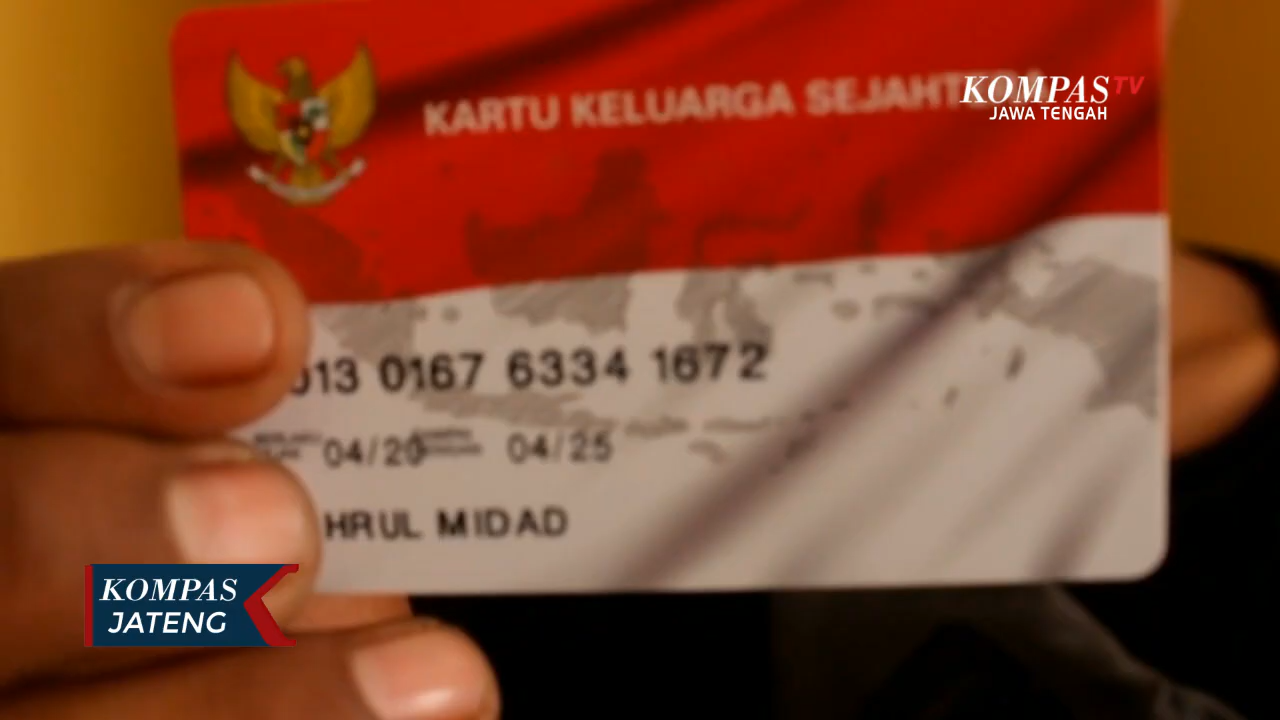 KARTU KELUARGA SEJAHT
KOMPAS TV
JAWA TENGAH
013 0167 6334 1672
04/20 04/25
HRUL MIDAD
KOMPAS
JATENG